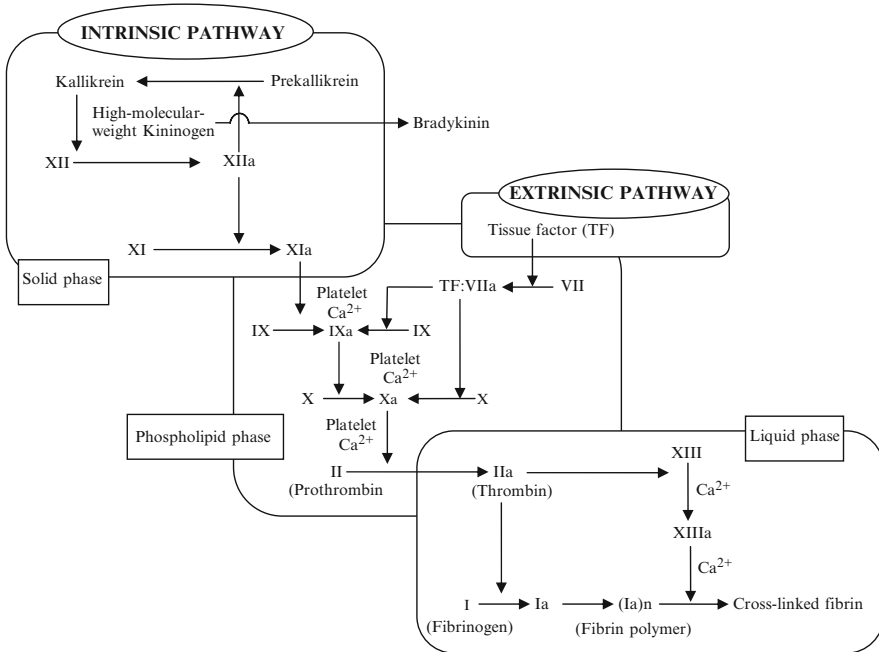 INTRINSIC PATHWAY
Kallikrein
Prekallikrein
High-molecular-
weight Kininogen
Bradykinin
XII
XIIa
EXTRINSIC PATHWAY
Tissue factor (TF)
XI
XIa
Solid phase
TF:VIIa
VII
Platelet
Ca2+
IX
IXa
IX
Platelet
Ca2+
X
Xa
X
Platelet
Ca2+
Phospholipid phase
Liquid phase
II
(Prothrombin
IIa
(Thrombin)
XIII
Ca2+
XIIIa
Ca2+
I
(Fibrinogen)
Ia
(Ia)n
(Fibrin polymer)
Cross-linked fibrin